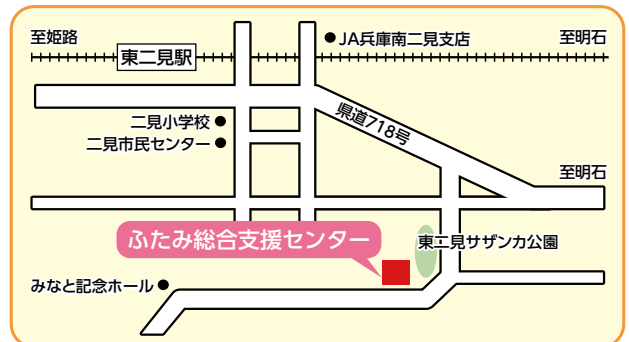 至姫路
JA兵庫南二見支店
至明石
東二見駅
県道718号
二見小学校
二見市民センター
至明石
ふたみ総合支援センター
東二見サザンカ公園
みなと記念ホール